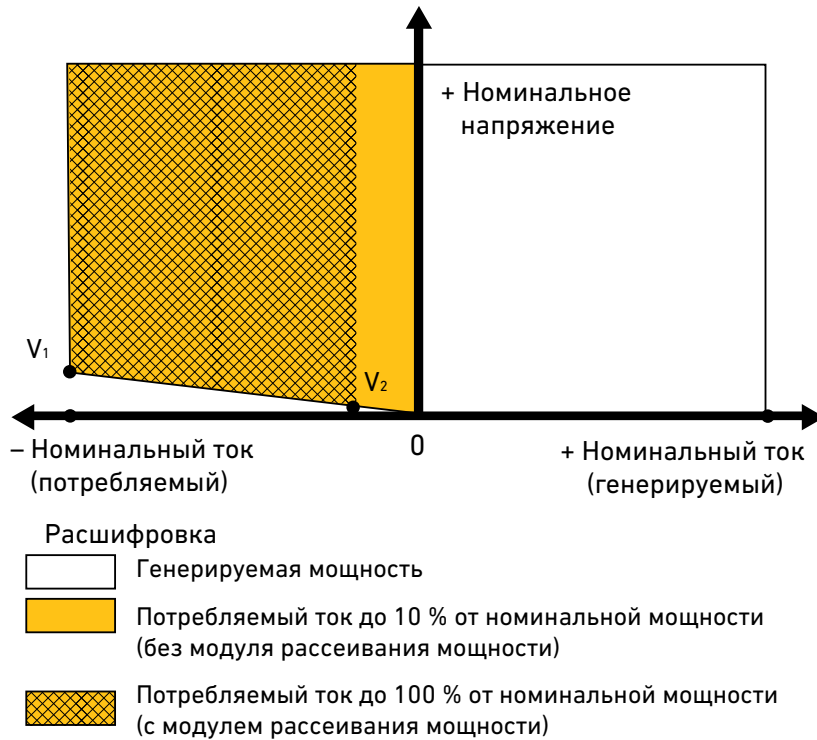 + Номинальное
напряжение
V₁
V₂
– Номинальный ток
(потребляемый)
0
+ Номинальный ток
(генерируемый)
Расшифровка
Генерируемая мощность
Потребляемый ток до 10 % от номинальной мощности
(без модуля рассеивания мощности)
Потребляемый ток до 100 % от номинальной мощности
(с модулем рассеивания мощности)